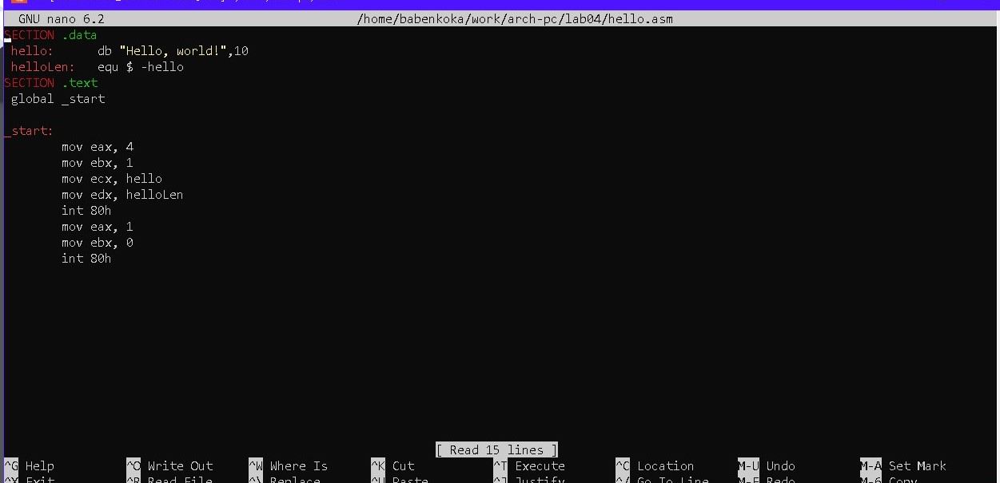 GNU nano 6.2 /home/babenkoka/work/arch-pc/lab04/hello.asm
SECTION .data
hello: db "Hello, world!",10
helloLen: equ $ -hello
SECTION .text
global _start
_start:
mov eax, 4
mov ebx, 1
mov ecx, hello
mov edx, helloLen
int 80h
mov eax, 1
mov ebx, 0
int 80h
[ Read 15 lines ]
^G Help ^O Write Out ^W Where Is ^K Cut ^T Execute ^C Location M-U Undo M-A Set Mark
^X Exit ^R Read File ^\ Replace ^U Paste ^J Justify ^/ Go To Line M-E Redo M-6 Copy